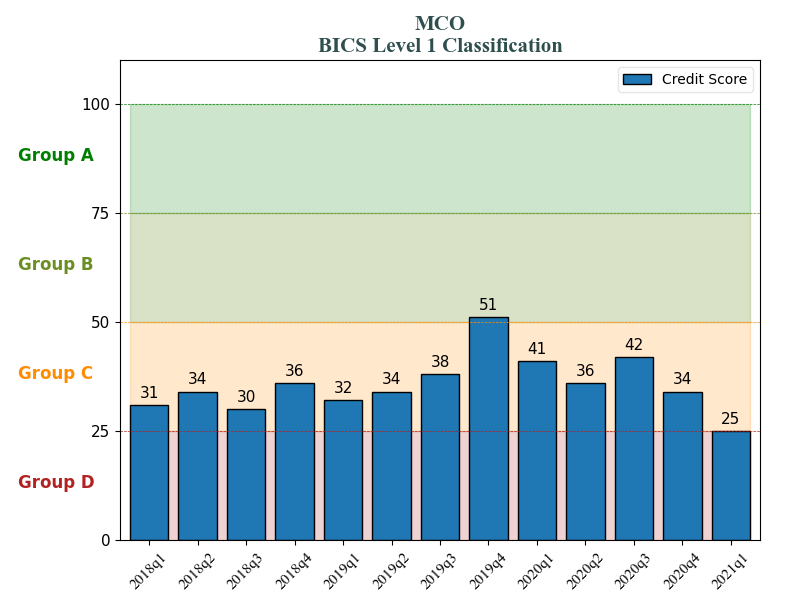 MCO
BICS Level 1 Classification
Credit Score
100
Group A
75
Group B
51
50
42
41
38
36
36
34
34
34
32
31
30
Group C
25
25
Group D
0
2018q1 2018q2 2018q3 2018q4 2019q1 2019q2 2019q3 2019q4 2020q1 2020q2 2020q3 2020q4 2021q1